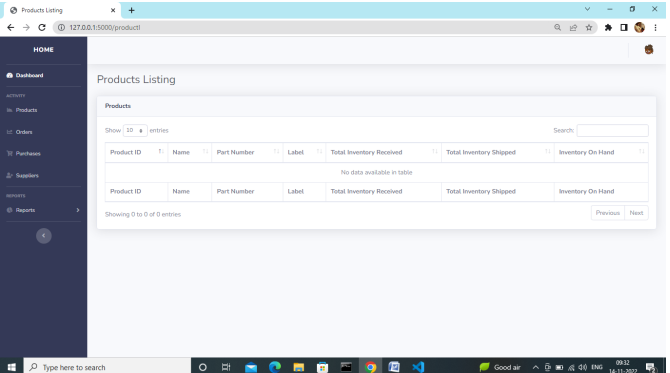 Products Listing
127.0.0.1:5000/productl
HOME
Dashboard
ACTIVITY
Products
Orders
Purchases
Suppliers
REPORTS
Reports
Products Listing
Products
Show 10 entries
Search:
Product ID Name Part Number Label Total Inventory Received Total Inventory Shipped Inventory On Hand
No data available in table
Product ID Name Part Number Label Total Inventory Received Total Inventory Shipped Inventory On Hand
Showing 0 to 0 of 0 entries
Previous Next
Type here to search
Good air
ENG
09:32
14-11-2022